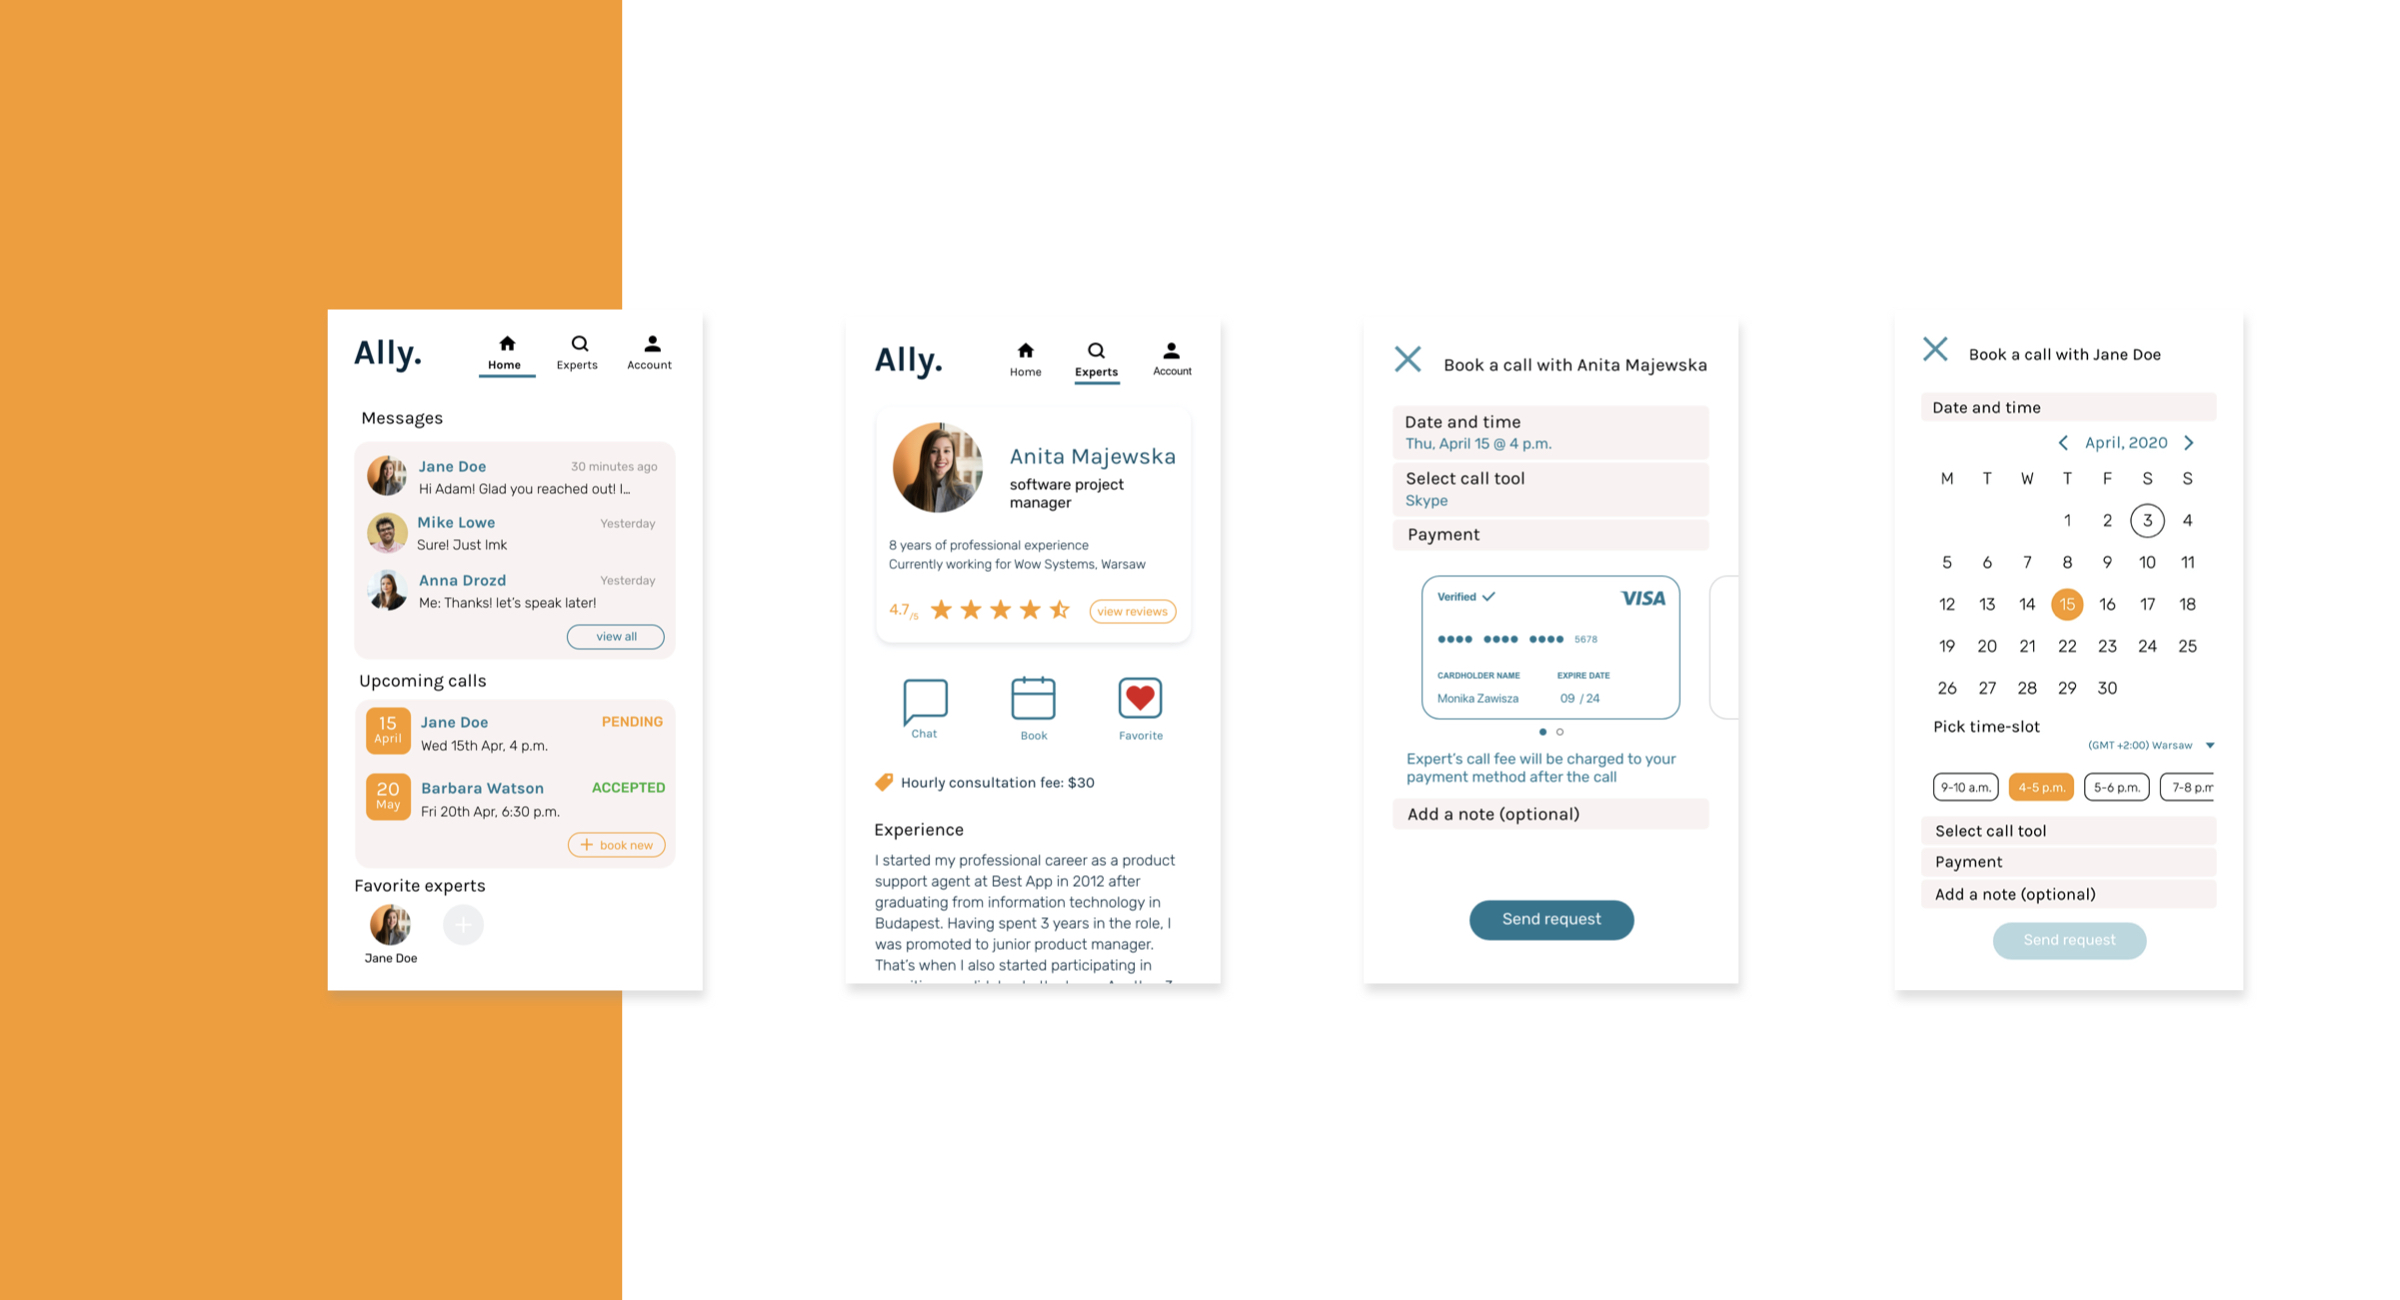 Ally.
Home
Experts
Account
Messages
Jane Doe
30 minutes ago
Hi Adam! Glad you reached out! I...
Mike Lowe
Yesterday
Sure! Just lmk
Anna Drozd
Yesterday
Me: Thanks! let's speak later!
view all
Upcoming calls
15
April
Jane Doe
PENDING
Wed 15th Apr, 4 p.m.
20
May
Barbara Watson
ACCEPTED
Fri 20th Apr, 6:30 p.m.
+ book new
Favorite experts
Jane Doe
Ally.
Home
Experts
Account
Anita Majewska
software project
manager
8 years of professional experience
Currently working for Wow Systems, Warsaw
4.7/5
view reviews
Chat
Book
Favorite
Hourly consultation fee: $30
Experience
I started my professional career as a product
support agent at Best App in 2012 after
graduating from information technology in
Budapest. Having spent 3 years in the role, I
was promoted to junior product manager.
That's when I also started participating in
Book a call with Anita Majewska
Date and time
Thu, April 15 @ 4 p.m.
Select call tool
Skype
Payment
Verified
VISA
5678
CARDHOLDER NAME
EXPIRE DATE
Monika Zawisza
09 / 24
Expert's call fee will be charged to your
payment method after the call
Add a note (optional)
Send request
Book a call with Jane Doe
Date and time
April, 2020
M T W T F S S
1 2 3 4
5 6 7 8 9 10 11
12 13 14 15 16 17 18
19 20 21 22 23 24 25
26 27 28 29 30
Pick time-slot
(GMT +2:00) Warsaw
9-10 a.m.
4-5 p.m.
5-6 p.m.
7-8 p.m
Select call tool
Payment
Add a note (optional)
Send request